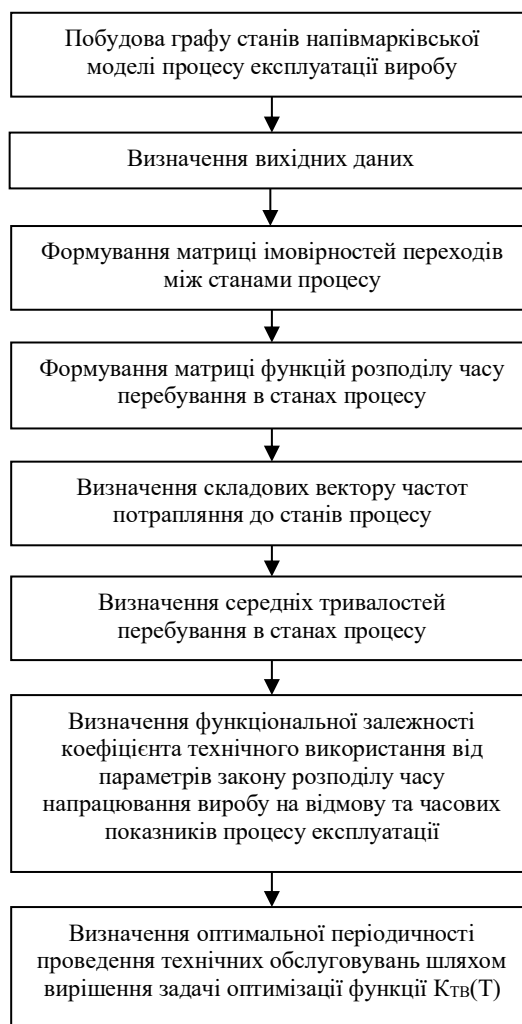 Побудова графу станів напівмарківської
моделі процесу експлуатації виробу
Визначення вихідних даних
Формування матриці імовірностей переходів
між станами процесу
Формування матриці функцій розподілу часу
перебування в станах процесу
Визначення складових вектору частот
потрапляння до станів процесу
Визначення середніх тривалостей
перебування в станах процесу
Визначення функціональної залежності
коефіцієнта технічного використання від
параметрів закону розподілу часу
напрацювання виробу на відмову та часових
показників процесу експлуатації
Визначення оптимальної періодичності
проведення технічних обслуговувань шляхом
вирішення задачі оптимізації функції Kтв(T)